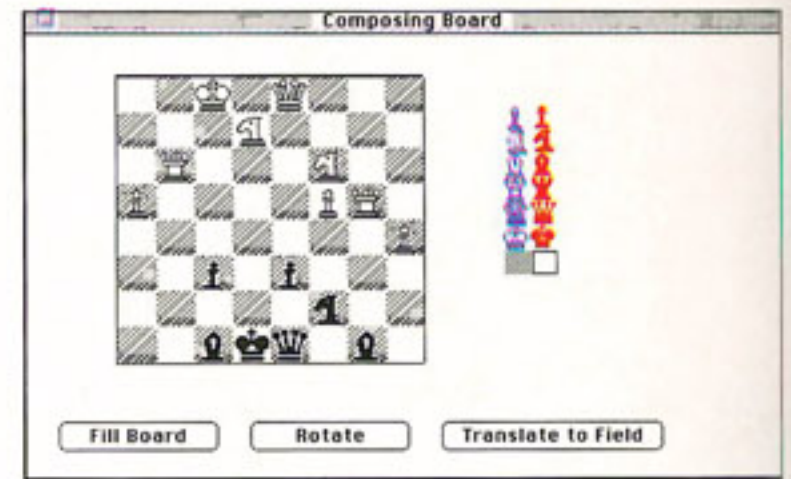 Composing Board
Fill Board
Rotate
Translate to Field